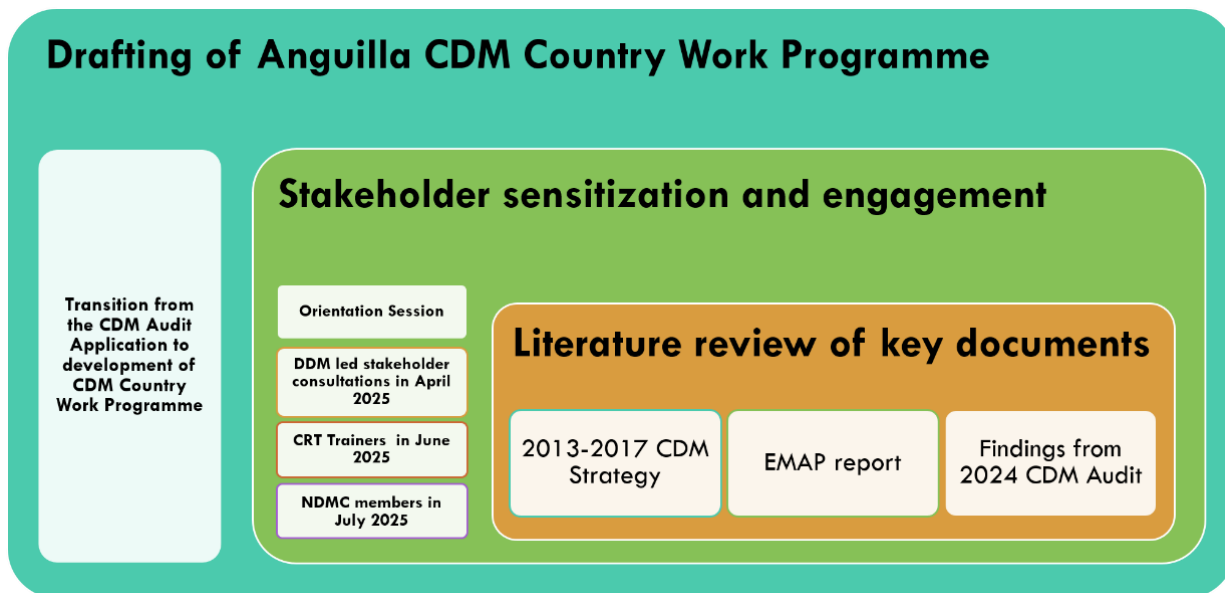 Drafting of Anguilla CDM Country Work Programme
Transition from
the CDM Audit
Application to
development of
CDM Country
Work Programme
Stakeholder sensitization and engagement
Orientation Session
DDM led stakeholder
consultations in April
2025
CRT Trainers in June
2025
NDMC members in
July 2025
Literature review of key documents
2013-2017 CDM
Strategy
EMAP report
Findings from
2024 CDM Audit